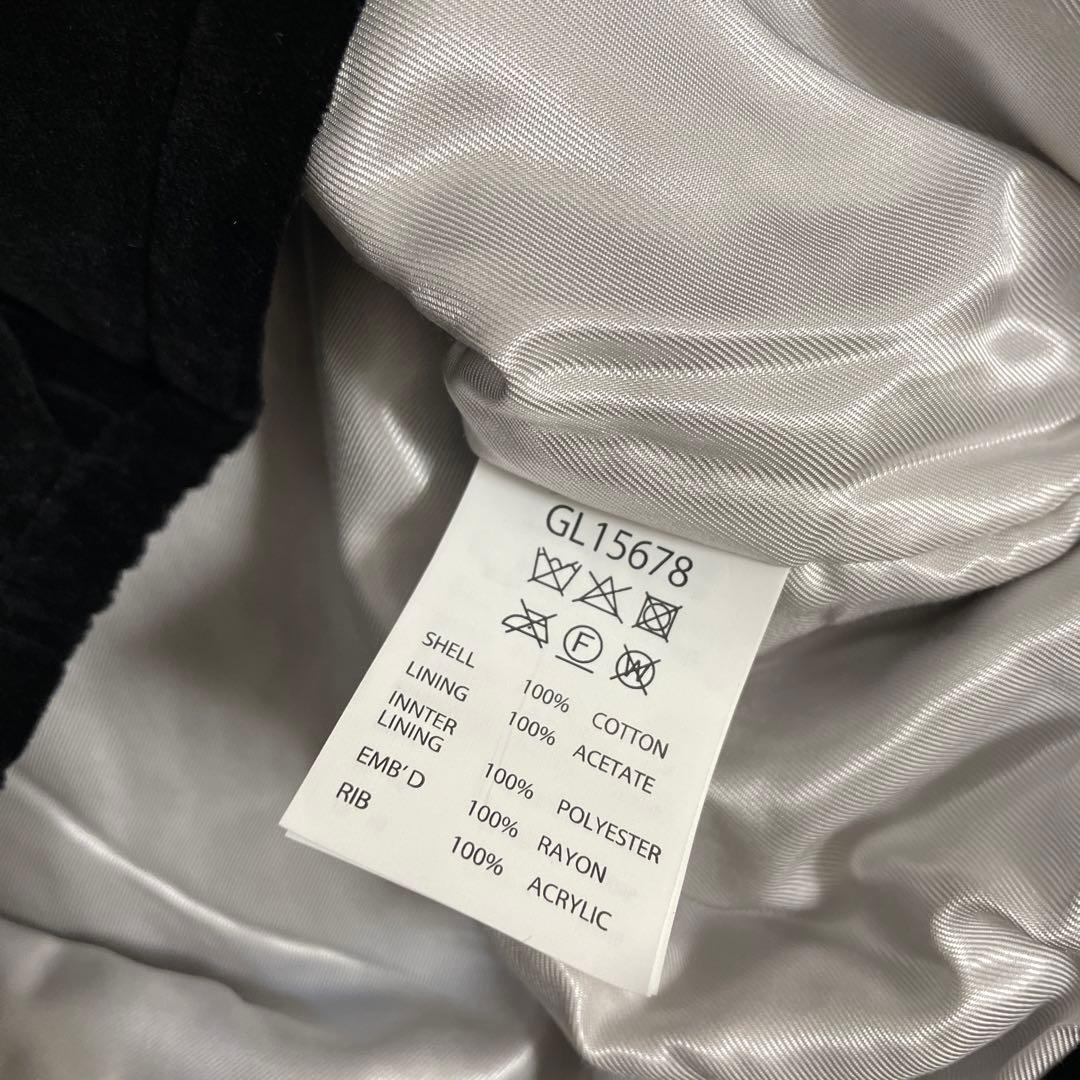 GL15678
F
W
SHELL 100% COTTON
LINING 100% ACETATE
INNTER
LINING 100% POLYESTER
EMB'D 100% RAYON
RIB 100% ACRYLIC